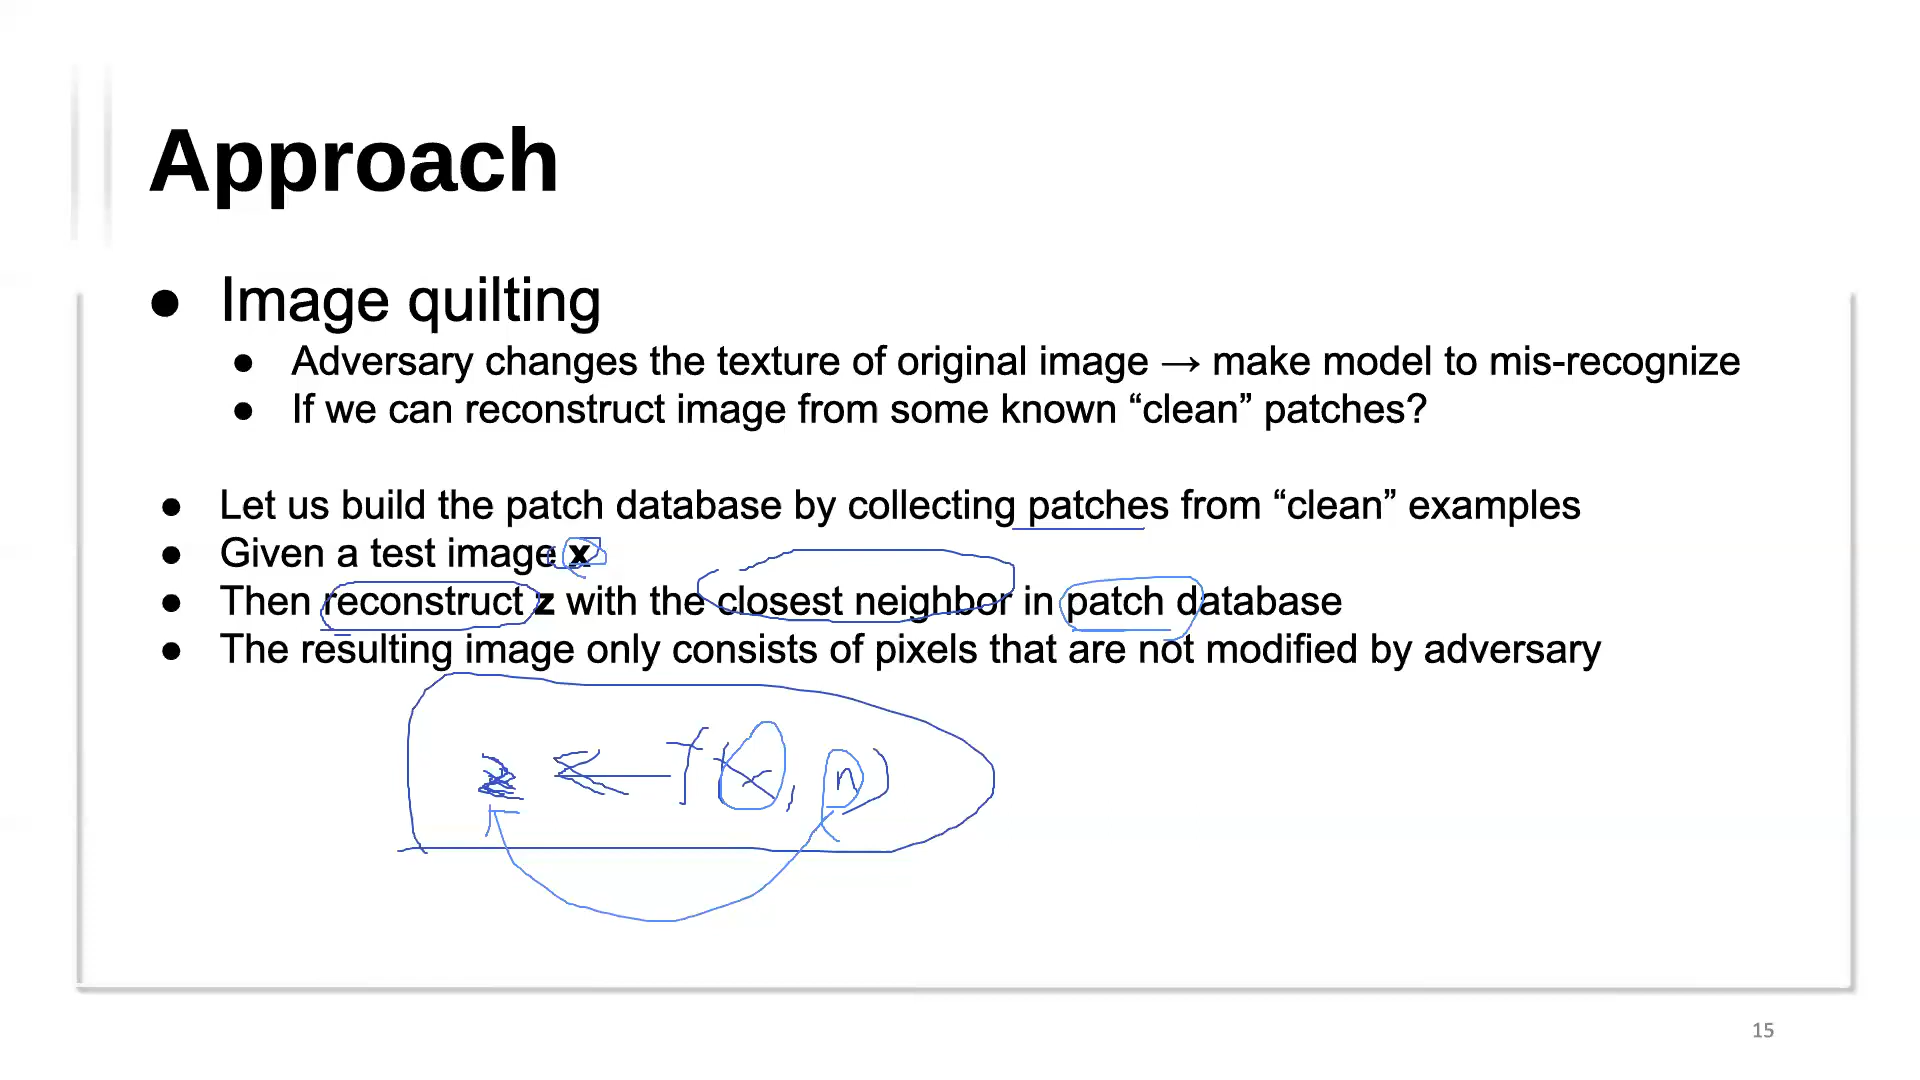 Approach
● Image quilting
● Adversary changes the texture of original image → make model to mis-recognize
● If we can reconstruct image from some known “clean” patches?
● Let us build the patch database by collecting patches from “clean” examples
● Given a test image x
● Then reconstruct z with the closest neighbor in patch database
● The resulting image only consists of pixels that are not modified by adversary
z ← f(x, n)
15